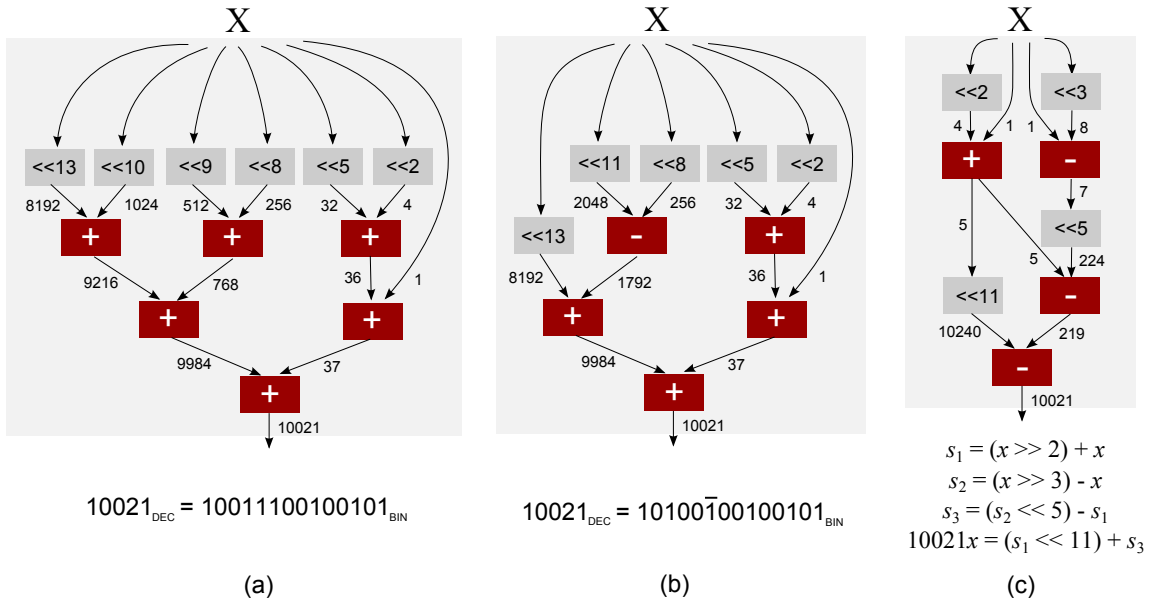 X
<<13 <<10 <<9 <<8 <<5 <<2
8192 1024 512 256 32 4
+ + +
9216 768 36 1
+ +
9984 37
+
10021
10021DEC = 10011100100101BIN
(a)
X
<<11 <<8 <<5 <<2
2048 256 32 4
<<13 - +
8192 1792 36 1
+ +
9984 37
+
10021
10021DEC = 101001̅00100101BIN
(b)
X
<<2 <<3
4 1 1 8
+ -
7
<<5
5 5 224
<<11 -
10240 219
-
10021
s1 = (x >> 2) + x
s2 = (x >> 3) - x
s3 = (s2 << 5) - s1
10021x = (s1 << 11) + s3
(c)